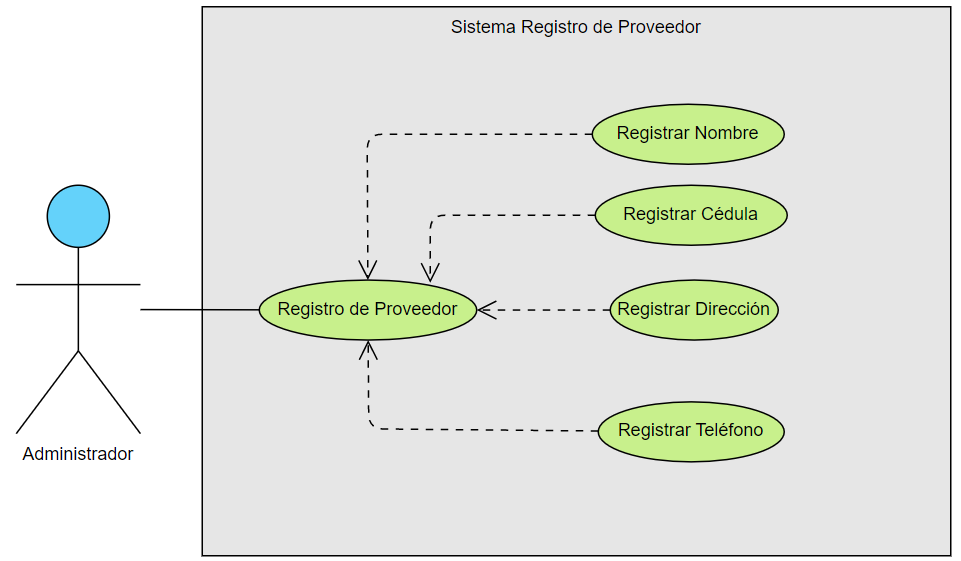 Sistema Registro de Proveedor
Registrar Nombre
Registrar Cédula
Registro de Proveedor
Registrar Dirección
Registrar Teléfono
Administrador